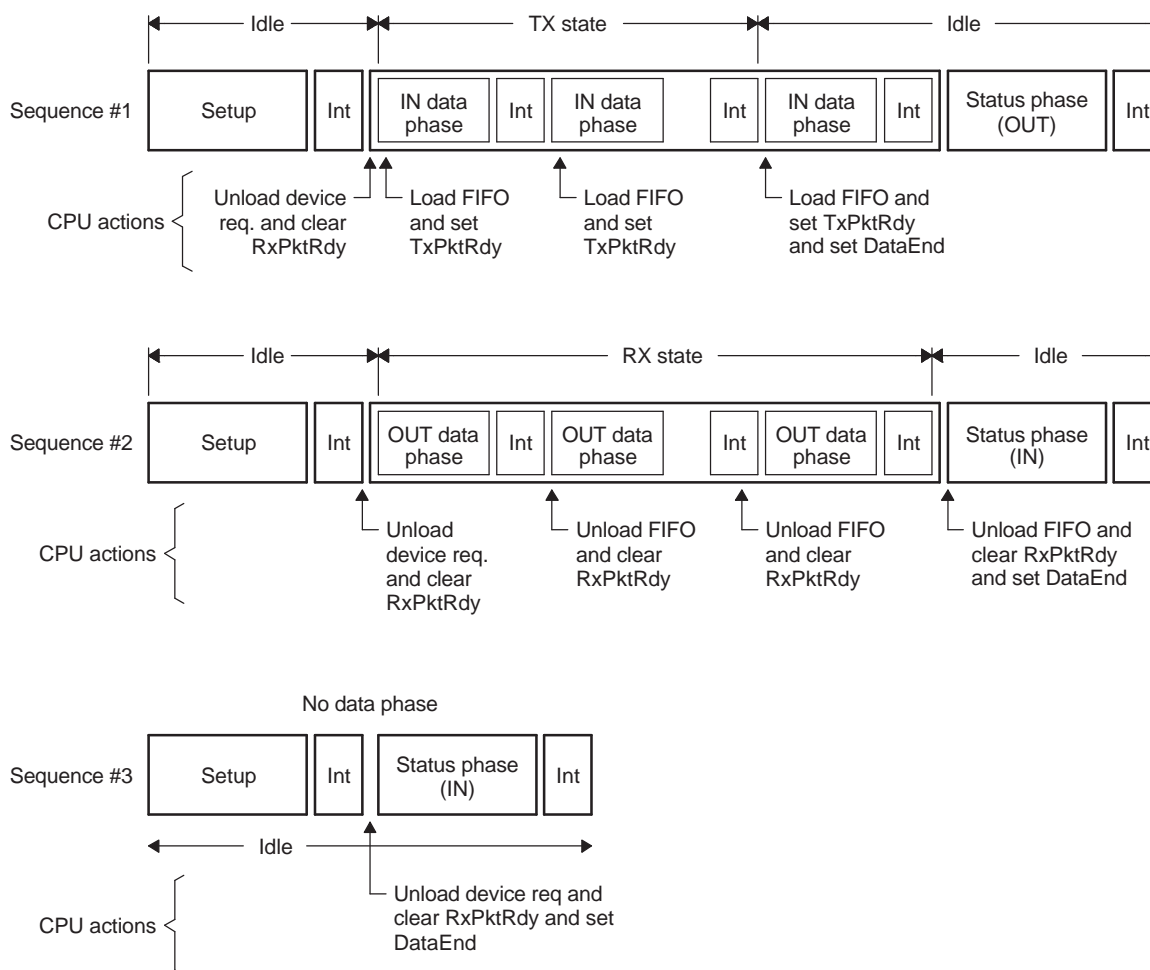 Idle
TX state
Idle
Sequence #1
Setup
Int
IN data
phase
Int
IN data
phase
Int
IN data
phase
Int
Status phase
(OUT)
Int
CPU actions
Unload device
req. and clear
RxPktRdy
Load FIFO
and set
TxPktRdy
Load FIFO
and set
TxPktRdy
Load FIFO and
set TxPktRdy
and set DataEnd
Idle
RX state
Idle
Sequence #2
Setup
Int
OUT data
phase
Int
OUT data
phase
Int
OUT data
phase
Int
Status phase
(IN)
Int
CPU actions
Unload
device req.
and clear
RxPktRdy
Unload FIFO
and clear
RxPktRdy
Unload FIFO
and clear
RxPktRdy
Unload FIFO and
clear RxPktRdy
and set DataEnd
No data phase
Sequence #3
Setup
Int
Status phase
(IN)
Int
Idle
CPU actions
Unload device req and
clear RxPktRdy and set
DataEnd